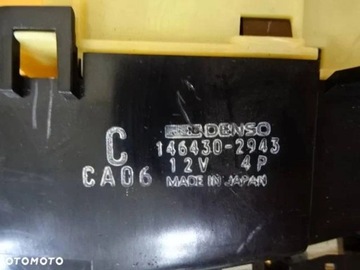 DENSO
C
146430-2943
12V 4P
CA06
MADE IN JAPAN
OTOMOTO